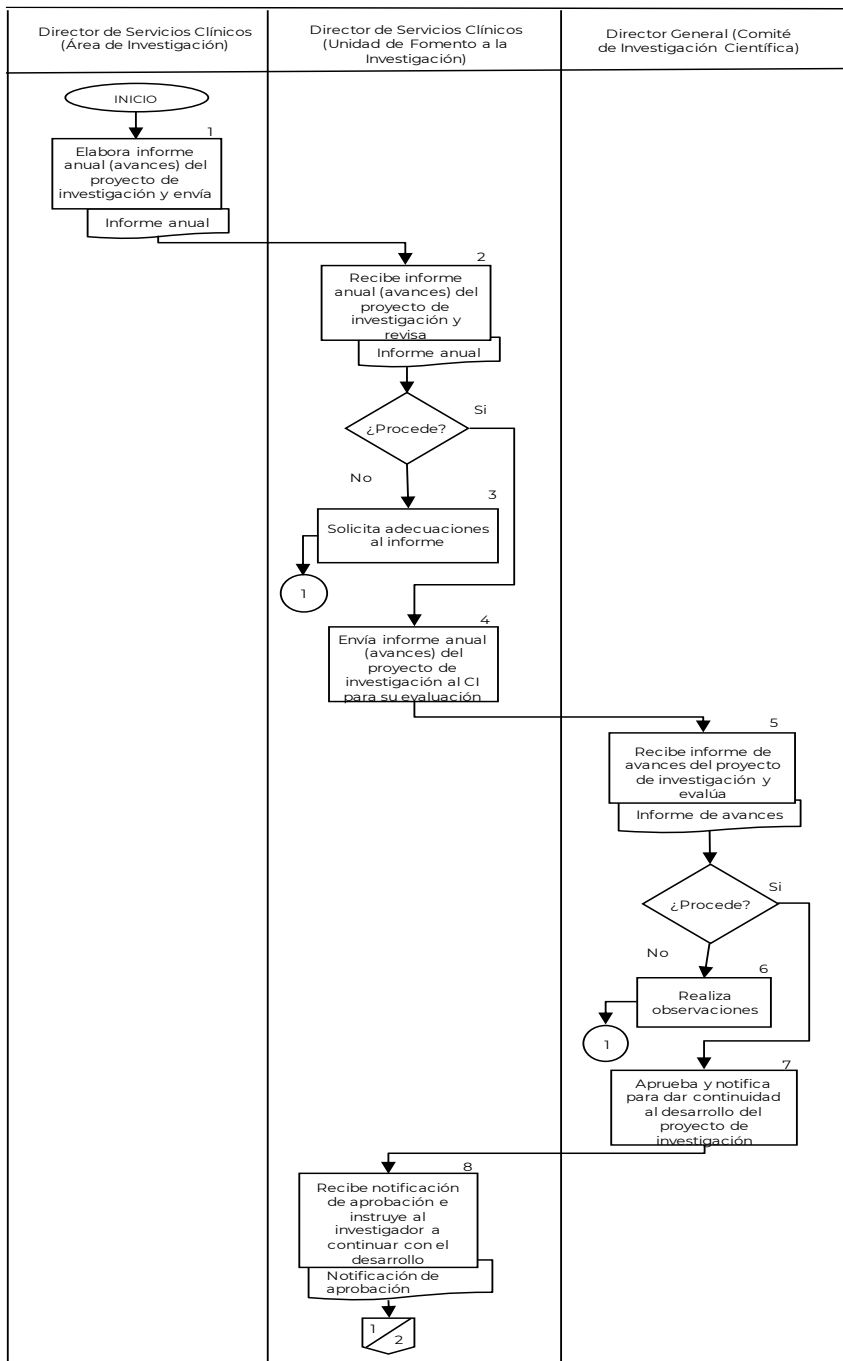 Director de Servicios Clínicos
(Área de Investigación)
Director de Servicios Clínicos
(Unidad de Fomento a la
Investigación)
Director General (Comité
de Investigación Científica)
INICIO
1
Elabora informe
anual (avances) del
proyecto de
investigación y envía
Informe anual
2
Recibe informe
anual (avances) del
proyecto de
investigación y
revisa
Informe anual
¿Procede?
Si
No
3
Solicita adecuaciones
al informe
1
4
Envía informe anual
(avances) del
proyecto de
investigación al CI
para su evaluación
5
Recibe informe de
avances del proyecto
de investigación y
evalúa
Informe de avances
¿Procede?
Si
No
6
Realiza
observaciones
1
7
Aprueba y notifica
para dar continuidad
al desarrollo del
proyecto de
investigación
8
Recibe notificación
de aprobación e
instruye al
investigador a
continuar con el
desarrollo
Notificación de
aprobación
1
2